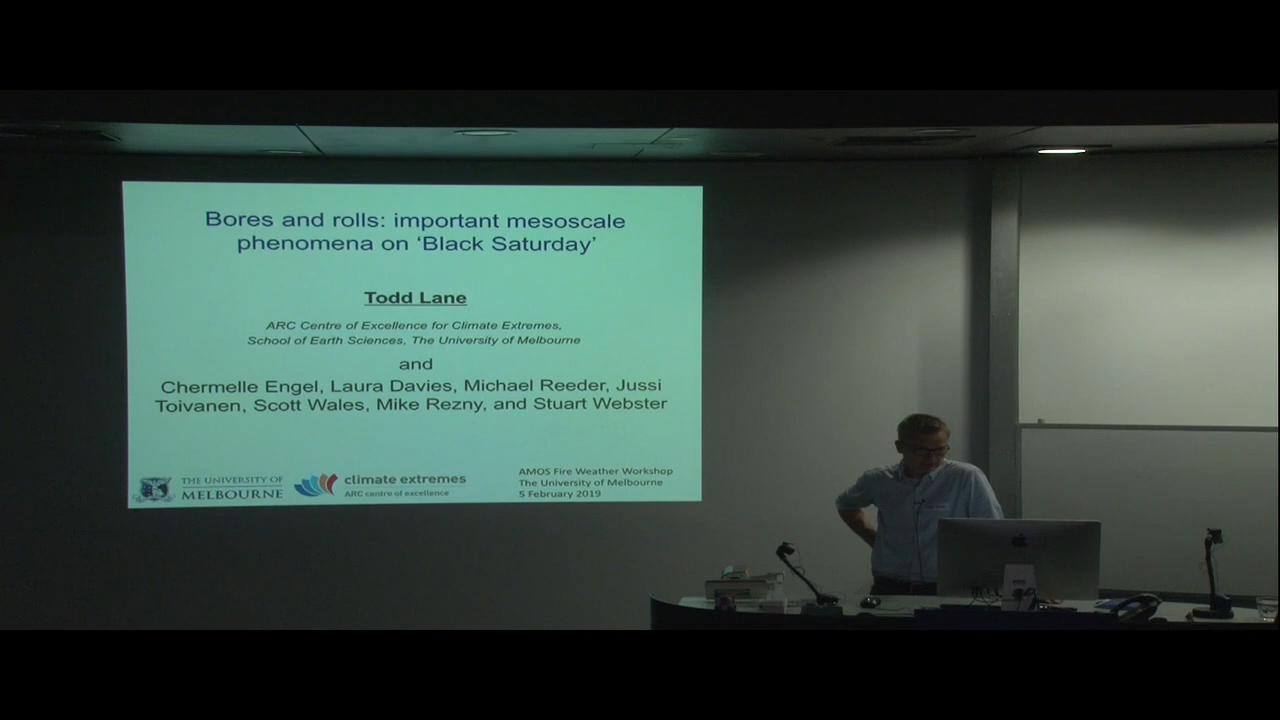 Bores and rolls: important mesoscale
phenomena on ‘Black Saturday’
Todd Lane
ARC Centre of Excellence for Climate Extremes,
School of Earth Sciences, The University of Melbourne
and
Chermelle Engel, Laura Davies, Michael Reeder, Jussi
Toivanen, Scott Wales, Mike Rezny, and Stuart Webster
THE UNIVERSITY OF
MELBOURNE
climate extremes
ARC centre of excellence
AMOS Fire Weather Workshop
The University of Melbourne
5 February 2019